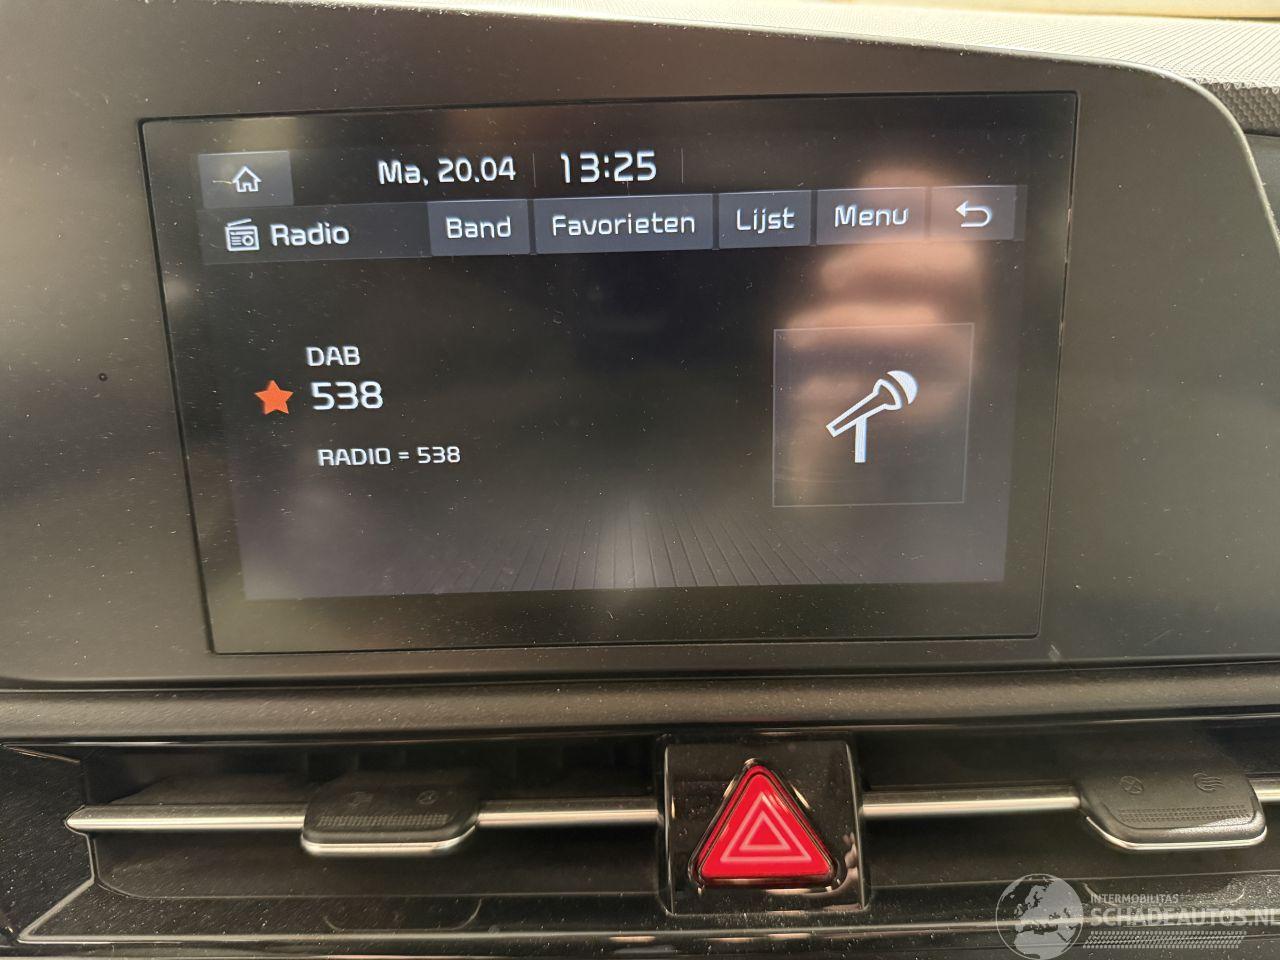 Ma, 20.04 13:25
Radio Band Favorieten Lijst Menu
DAB
538
RADIO = 538
INTERMOBILITAS
SCHADEAUTOS.NL